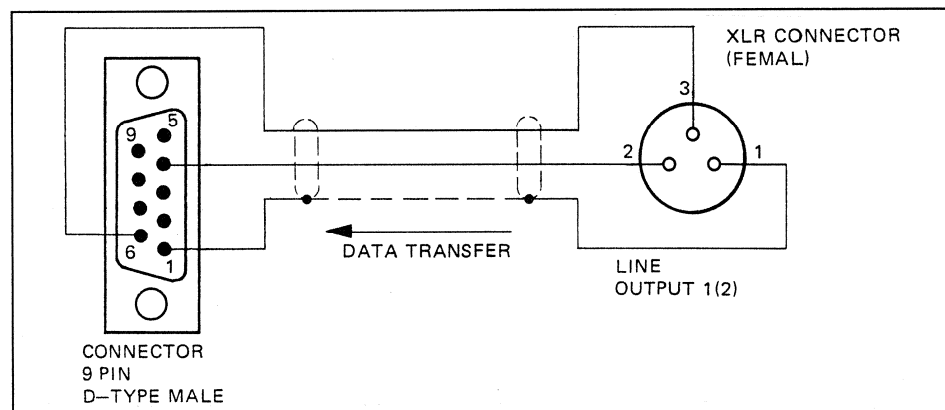 XLR CONNECTOR
(FEMAL)
3
5
9
2
1
6
1
DATA TRANSFER
LINE
OUTPUT 1(2)
CONNECTOR
9 PIN
D—TYPE MALE